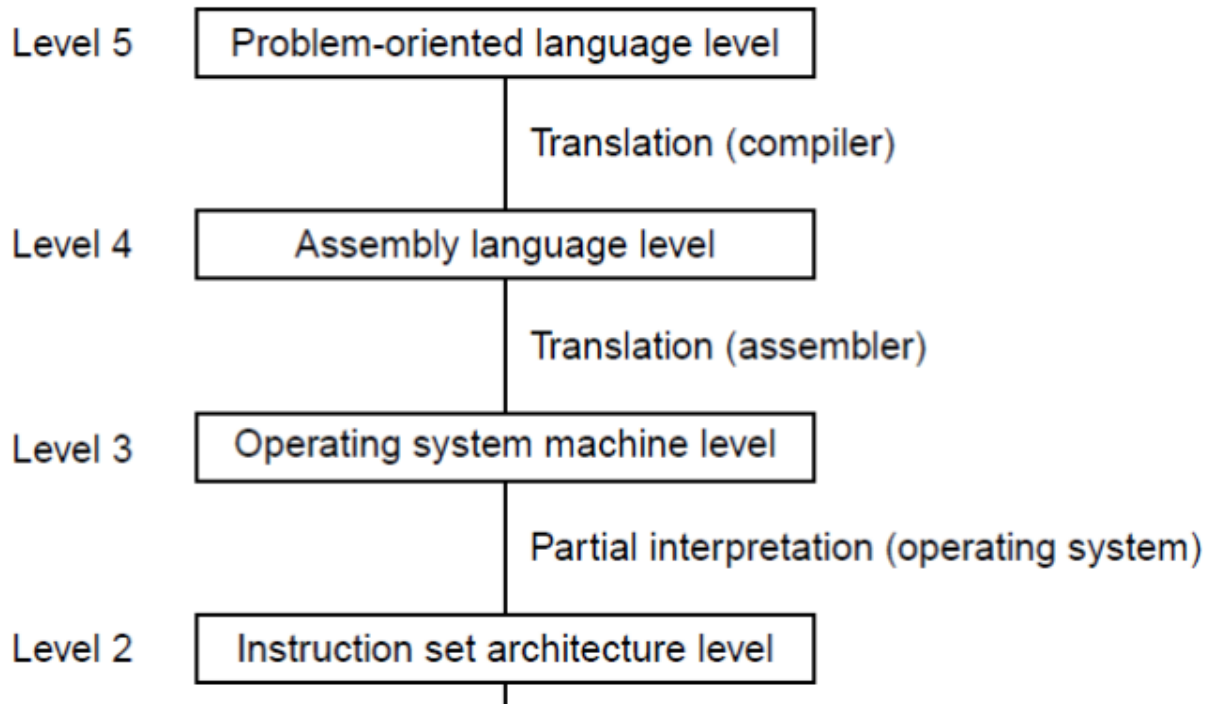 Level 5
Problem-oriented language level
Translation (compiler)
Level 4
Assembly language level
Translation (assembler)
Level 3
Operating system machine level
Partial interpretation (operating system)
Level 2
Instruction set architecture level